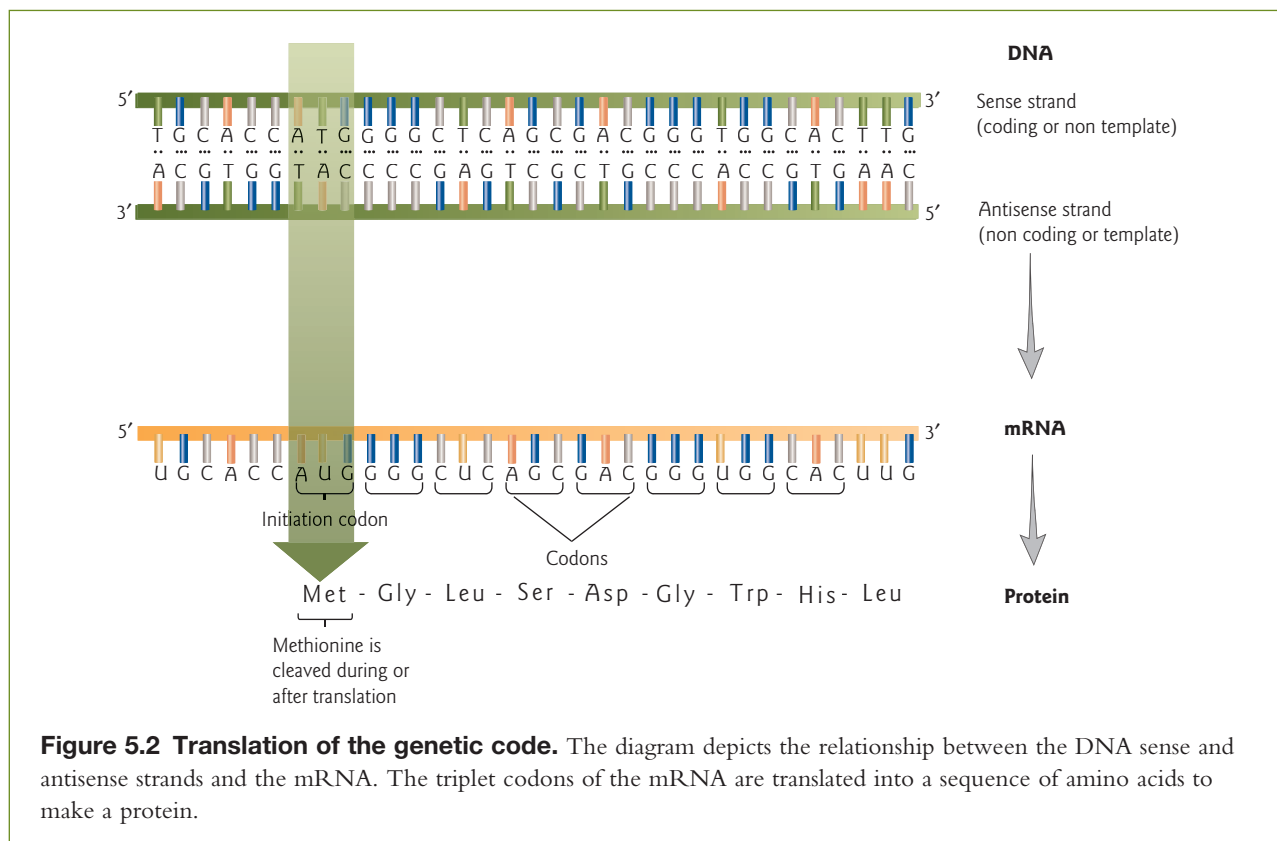 DNA
5′ 3′ Sense strand
(coding or non template)
T G C A C C A T G G G G C T C A G C G A C G G G T G G C A C T T G
A C G T G G T A C C C C G A G T C G C T G C C C A C C G T G A A C
3′ 5′ Antisense strand
(non coding or template)
5′ 3′ mRNA
U G C A C C A U G G G G C U C A G C G A C G G G U G G C A C U U G
Initiation codon
Codons
Met - Gly - Leu - Ser - Asp - Gly - Trp - His - Leu Protein
Methionine is
cleaved during or
after translation
Figure 5.2 Translation of the genetic code. The diagram depicts the relationship between the DNA sense and
antisense strands and the mRNA. The triplet codons of the mRNA are translated into a sequence of amino acids to
make a protein.